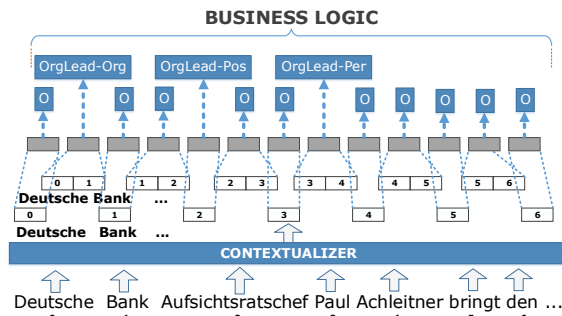 BUSINESS LOGIC
OrgLead-Org OrgLead-Pos OrgLead-Per
O O O O O O O O O O
0 1 1 2 2 3 3 4 4 5 5 6
Deutsche Bank ...
0 1 2 3 4 5 6
Deutsche Bank ...
CONTEXTUALIZER
Deutsche Bank Aufsichtsratschef Paul Achleitner bringt den ...